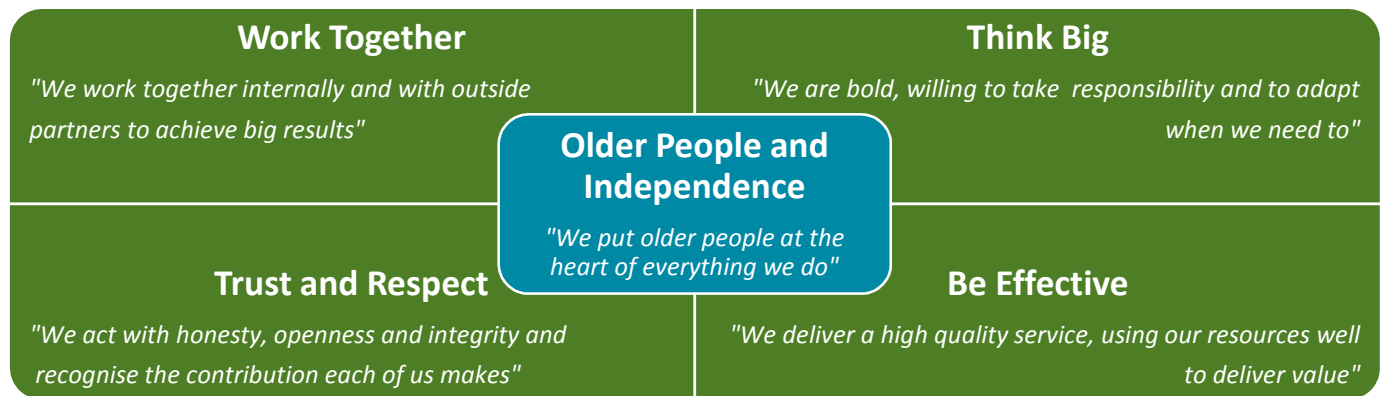 Work Together
"We work together internally and with outside
partners to achieve big results"
Think Big
"We are bold, willing to take  responsibility and to adapt
when we need to"
Older People and
Independence
"We put older people at the
heart of everything we do"
Trust and Respect
"We act with honesty, openness and integrity and
recognise the contribution each of us makes"
Be Effective
"We deliver a high quality service, using our resources well
to deliver value"